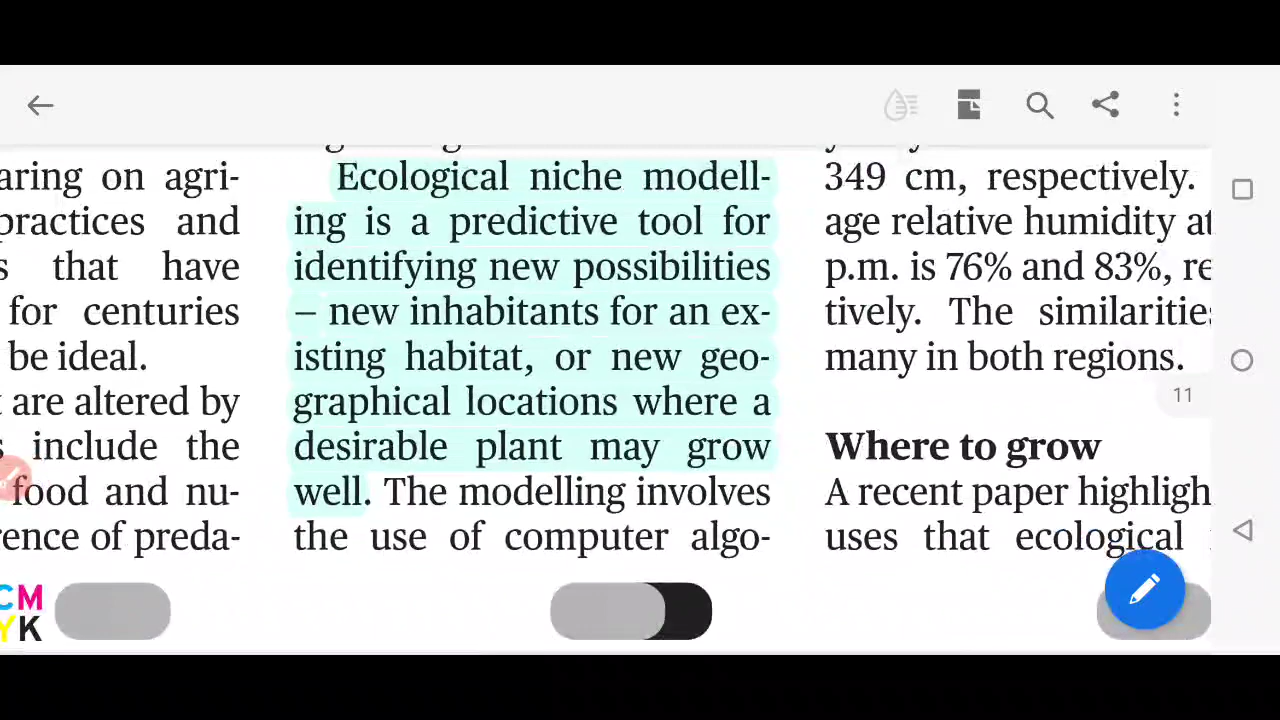 aring on agri-
practices and
s that have
for centuries
be ideal.
are altered by
s include the
food and nu-
rence of preda-
Ecological niche modell-
ing is a predictive tool for
identifying new possibilities
– new inhabitants for an ex-
isting habitat, or new geo-
graphical locations where a
desirable plant may grow
well. The modelling involves
the use of computer algo-
349 cm, respectively.
age relative humidity at
p.m. is 76% and 83%, re
tively. The similarities
many in both regions.
Where to grow
A recent paper highligh
uses that ecological
11
CM
YK